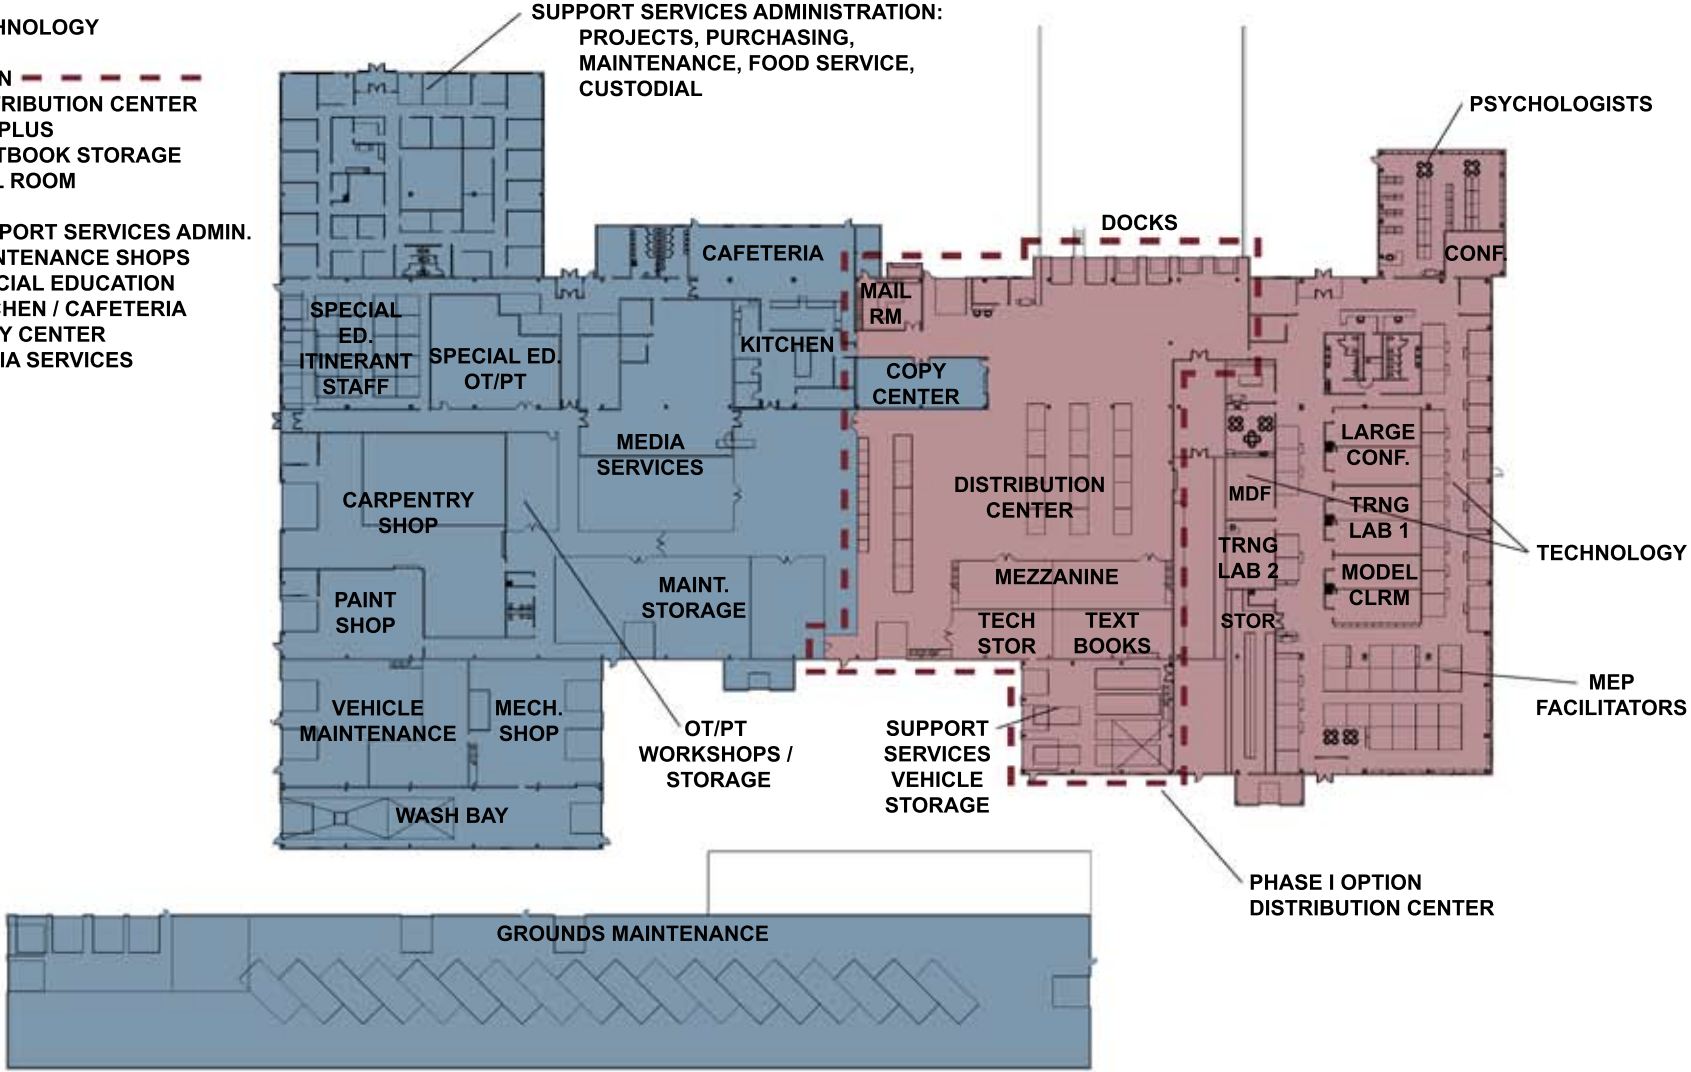 HNOLOGY
N
TRIBUTION CENTER
PLUS
TBOOK STORAGE
L ROOM
PPORT SERVICES ADMIN.
NTENANCE SHOPS
CIAL EDUCATION
CHEN / CAFETERIA
Y CENTER
IA SERVICES
SUPPORT SERVICES ADMINISTRATION:
PROJECTS, PURCHASING,
MAINTENANCE, FOOD SERVICE,
CUSTODIAL
PSYCHOLOGISTS
DOCKS
CAFETERIA
CONF.
MAIL
RM
SPECIAL
ED.
ITINERANT
STAFF
SPECIAL ED.
OT/PT
KITCHEN
COPY
CENTER
MEDIA
SERVICES
LARGE
CONF.
CARPENTRY
SHOP
DISTRIBUTION
CENTER
MDF
TRNG
LAB 1
TRNG
LAB 2
TECHNOLOGY
MODEL
CLRM
MEZZANINE
MAINT.
STORAGE
PAINT
SHOP
TECH
STOR
TEXT
BOOKS
STOR
MEP
FACILITATORS
VEHICLE
MAINTENANCE
MECH.
SHOP
OT/PT
WORKSHOPS /
STORAGE
SUPPORT
SERVICES
VEHICLE
STORAGE
WASH BAY
PHASE I OPTION
DISTRIBUTION CENTER
GROUNDS MAINTENANCE